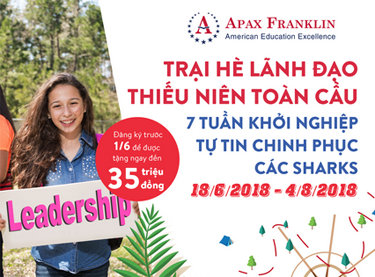 APAX FRANKLIN
American Education Excellence
TRẠI HÈ LÃNH ĐẠO
THIẾU NIÊN TOÀN CẦU
7 TUẦN KHỞI NGHIỆP
TỰ TIN CHINH PHỤC
CÁC SHARKS
18/6/2018 - 4/8/2018
Đăng ký trước
1/6 để được
tặng ngay đến
35 triệu
đồng
Leadership